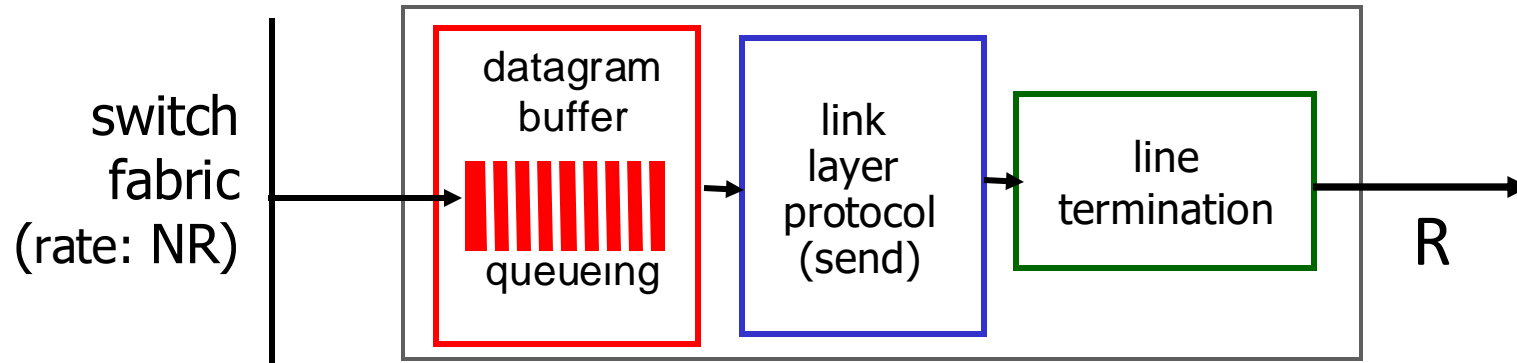 switch
fabric
(rate: NR)
datagram
buffer
queueing
link
layer
protocol
(send)
line
termination
R